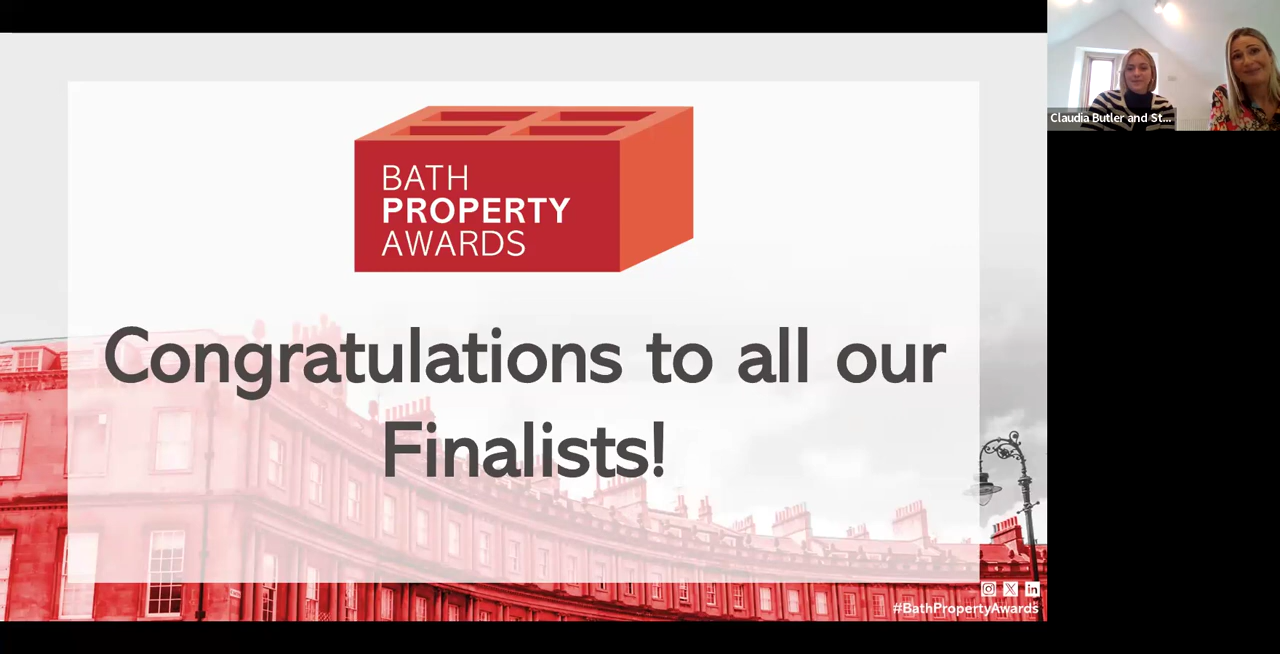 BATH
PROPERTY
AWARDS
Congratulations to all our
Finalists!
#BathPropertyAwards
Claudia Butler and St...